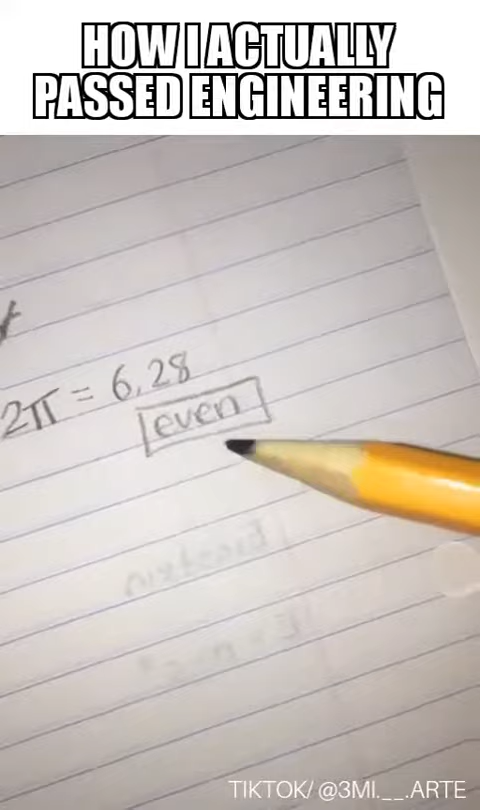 HOW I ACTUALLY
PASSED ENGINEERING
2π = 6.28
even
TIKTOK/ @3MI.__.ARTE